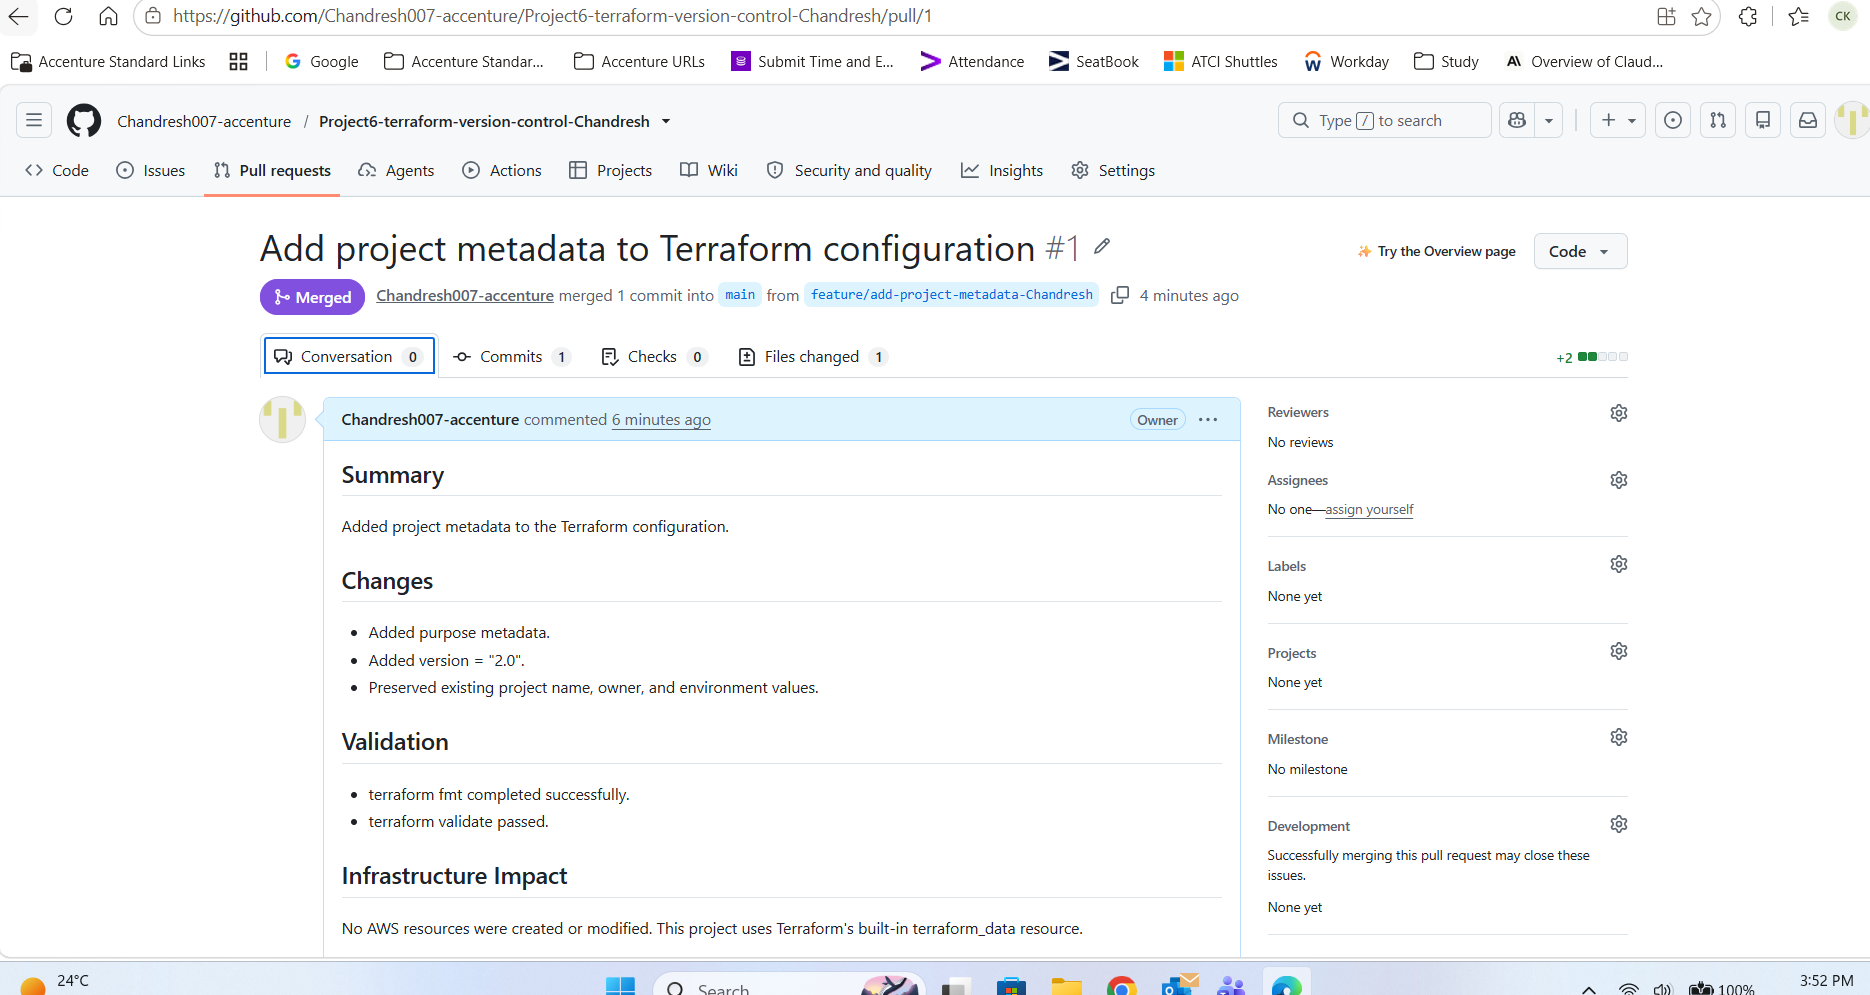 https://github.com/Chandresh007-accenture/Project6-terraform-version-control-Chandresh/pull/1
CK
Accenture Standard Links
Google
Accenture Standar...
Accenture URLs
Submit Time and E...
Attendance
SeatBook
ATCI Shuttles
Workday
Study
Overview of Claud...
Chandresh007-accenture / Project6-terraform-version-control-Chandresh
Type / to search
Code
Issues
Pull requests
Agents
Actions
Projects
Wiki
Security and quality
Insights
Settings
Add project metadata to Terraform configuration #1
Try the Overview page
Code
Merged
Chandresh007-accenture merged 1 commit into main from feature/add-project-metadata-Chandresh 4 minutes ago
Conversation 0
Commits 1
Checks 0
Files changed 1
+2
Chandresh007-accenture commented 6 minutes ago
Owner
Summary
Added project metadata to the Terraform configuration.
Changes
• Added purpose metadata.
• Added version = "2.0".
• Preserved existing project name, owner, and environment values.
Validation
• terraform fmt completed successfully.
• terraform validate passed.
Infrastructure Impact
No AWS resources were created or modified. This project uses Terraform's built-in terraform_data resource.
Reviewers
No reviews
Assignees
No one—assign yourself
Labels
None yet
Projects
None yet
Milestone
No milestone
Development
Successfully merging this pull request may close these
issues.
None yet
24°C
Search
100%
3:52 PM